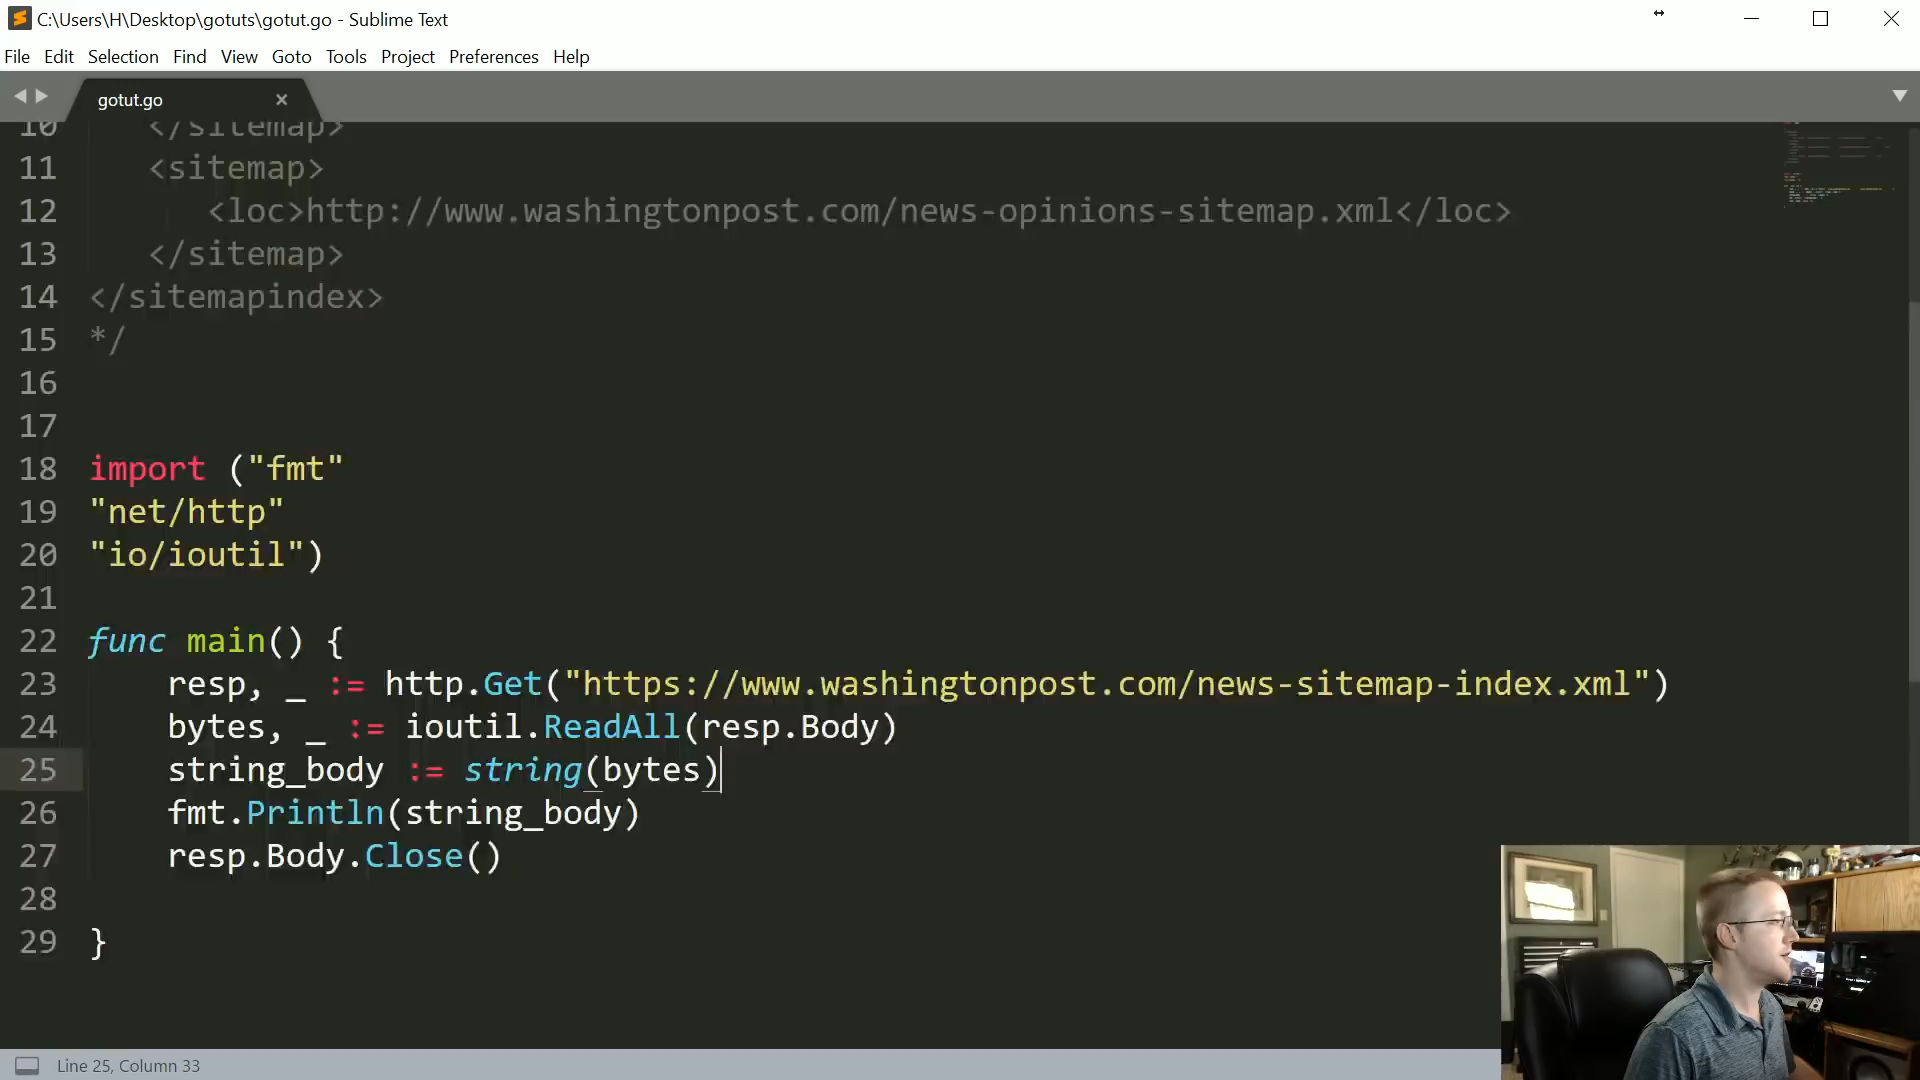 C:\Users\H\Desktop\gotuts\gotut.go - Sublime Text
File Edit Selection Find View Goto Tools Project Preferences Help
gotut.go
10 </sitemap>
11 <sitemap>
12 <loc>http://www.washingtonpost.com/news-opinions-sitemap.xml</loc>
13 </sitemap>
14 </sitemapindex>
15 */
16
17
18 import ("fmt"
19 "net/http"
20 "io/ioutil")
21
22 func main() {
23 resp, _ := http.Get("https://www.washingtonpost.com/news-sitemap-index.xml")
24 bytes, _ := ioutil.ReadAll(resp.Body)
25 string_body := string(bytes)
26 fmt.Println(string_body)
27 resp.Body.Close()
28
29 }
Line 25, Column 33